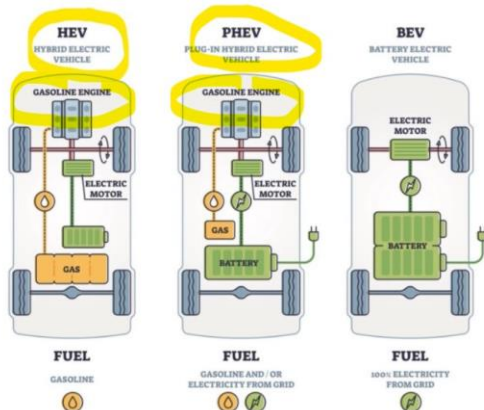 HEV
HYBRID ELECTRIC
VEHICLE
GASOLINE ENGINE
ELECTRIC
MOTOR
GAS
FUEL
GASOLINE
PHEV
PLUG-IN HYBRID ELECTRIC
VEHICLE
GASOLINE ENGINE
ELECTRIC
MOTOR
GAS
BATTERY
FUEL
GASOLINE AND / OR
ELECTRICITY FROM GRID
BEV
BATTERY ELECTRIC
VEHICLE
ELECTRIC
MOTOR
BATTERY
FUEL
100% ELECTRICITY
FROM GRID